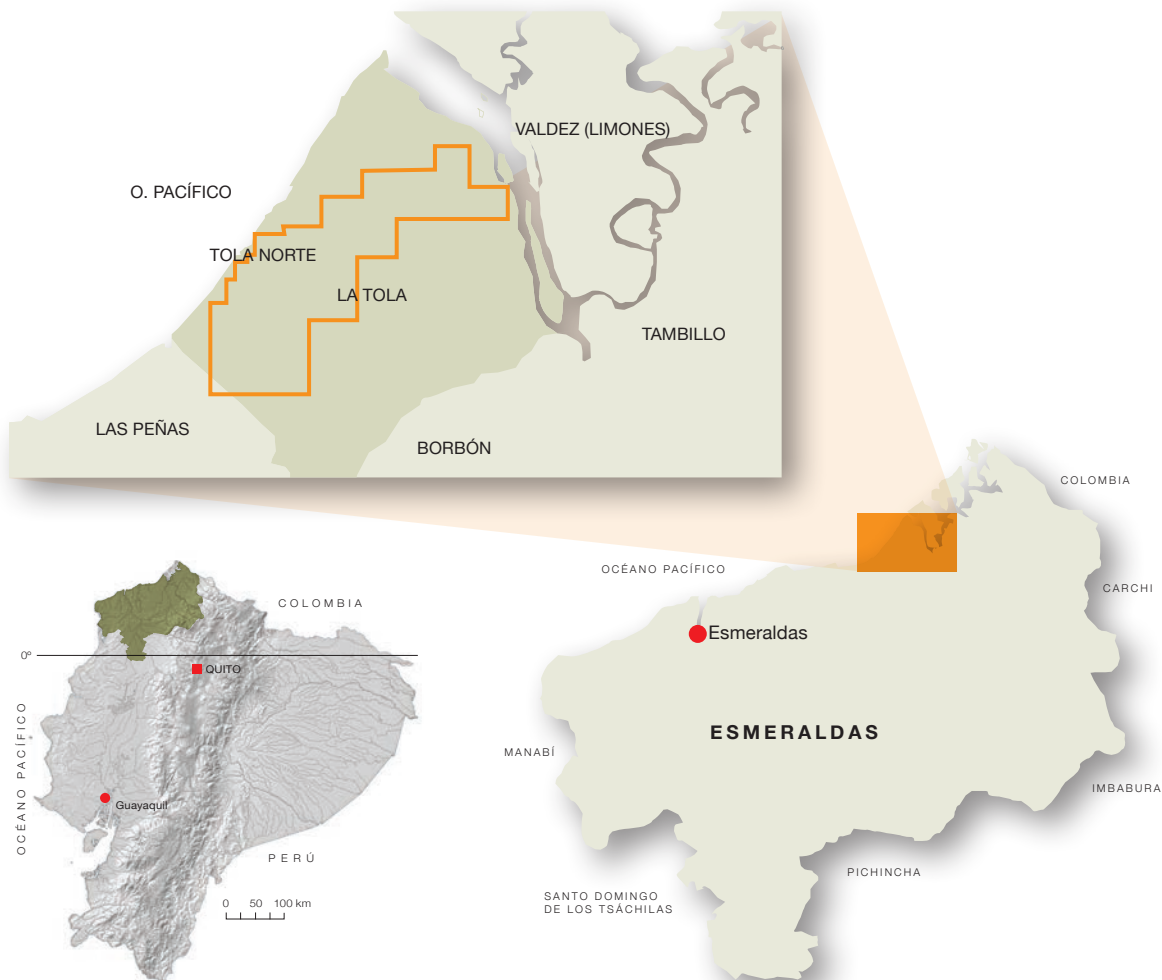 VALDEZ (LIMONES)
O. PACÍFICO
TOLA NORTE
LA TOLA
TAMBILLO
LAS PEÑAS
BORBÓN
COLOMBIA
OCÉANO PACÍFICO
CARCHI
Esmeraldas
ESMERALDAS
MANABÍ
IMBABURA
PICHINCHA
SANTO DOMINGO
DE LOS TSÁCHILAS
COLOMBIA
0°
QUITO
OCÉANO PACÍFICO
Guayaquil
PERÚ
0 50 100 km